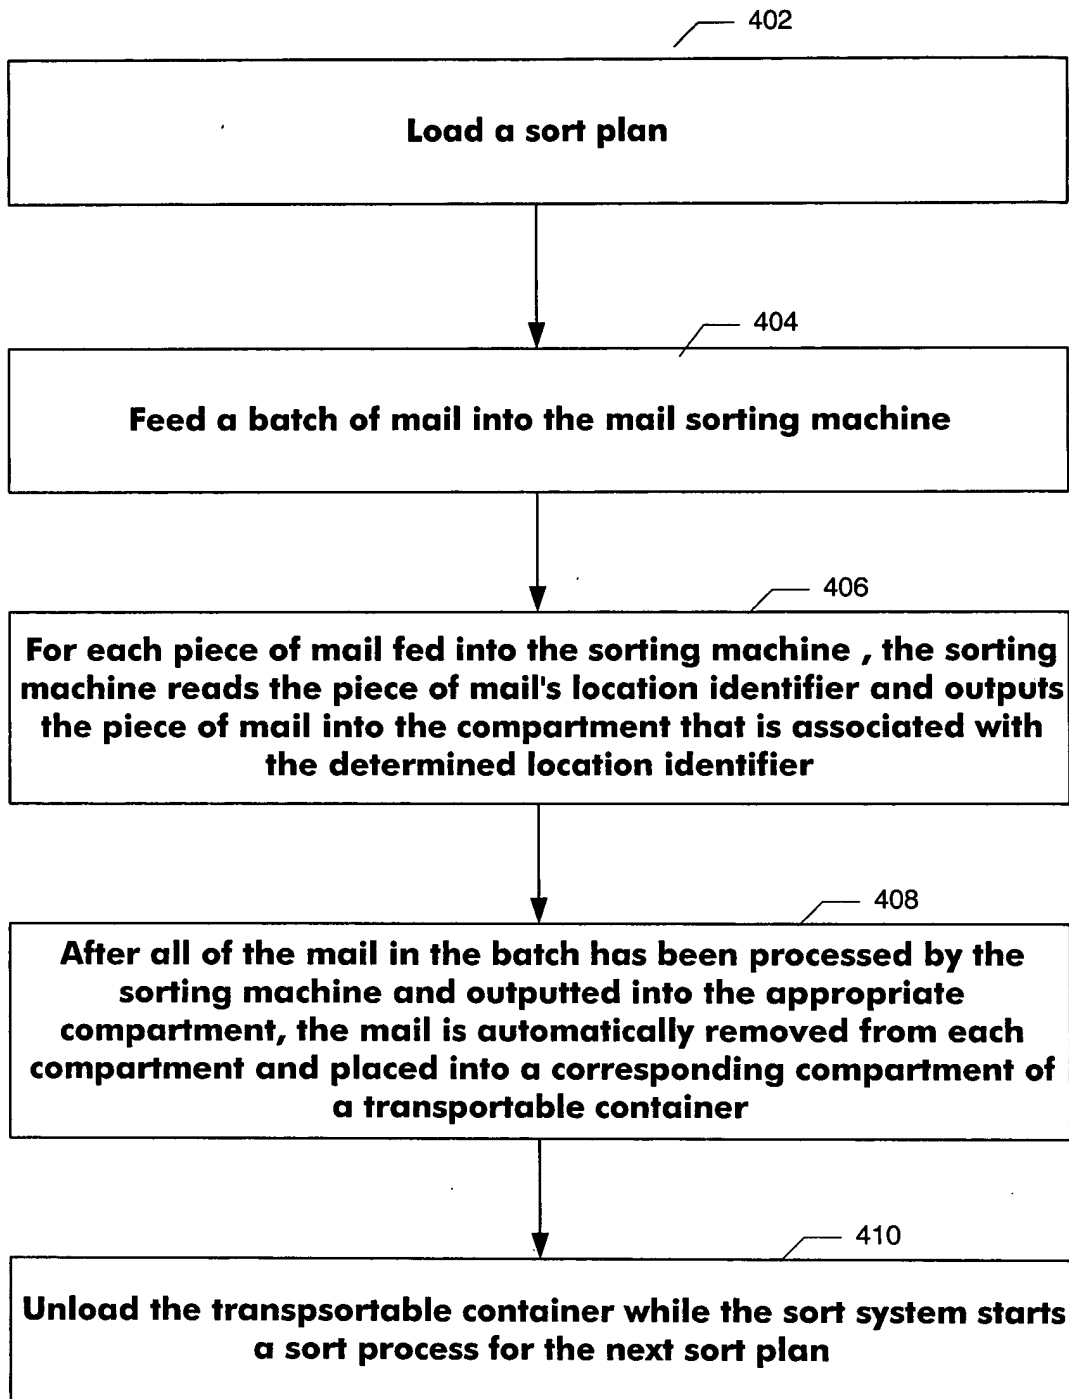 402
Load a sort plan
404
Feed a batch of mail into the mail sorting machine
406
For each piece of mail fed into the sorting machine , the sorting
machine reads the piece of mail's location identifier and outputs
the piece of mail into the compartment that is associated with
the determined location identifier
408
After all of the mail in the batch has been processed by the
sorting machine and outputted into the appropriate
compartment, the mail is automatically removed from each
compartment and placed into a corresponding compartment of
a transportable container
410
Unload the transpsortable container while the sort system starts
a sort process for the next sort plan